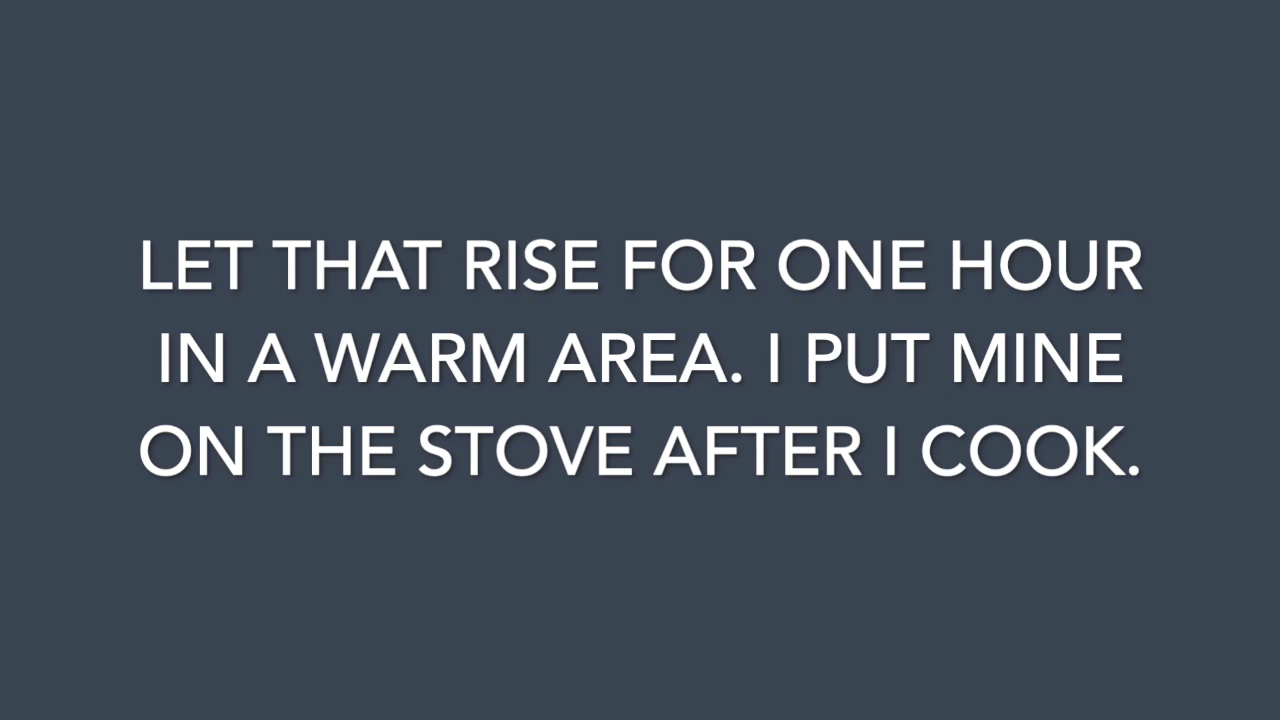 LET THAT RISE FOR ONE HOUR
IN A WARM AREA. I PUT MINE
ON THE STOVE AFTER I COOK.